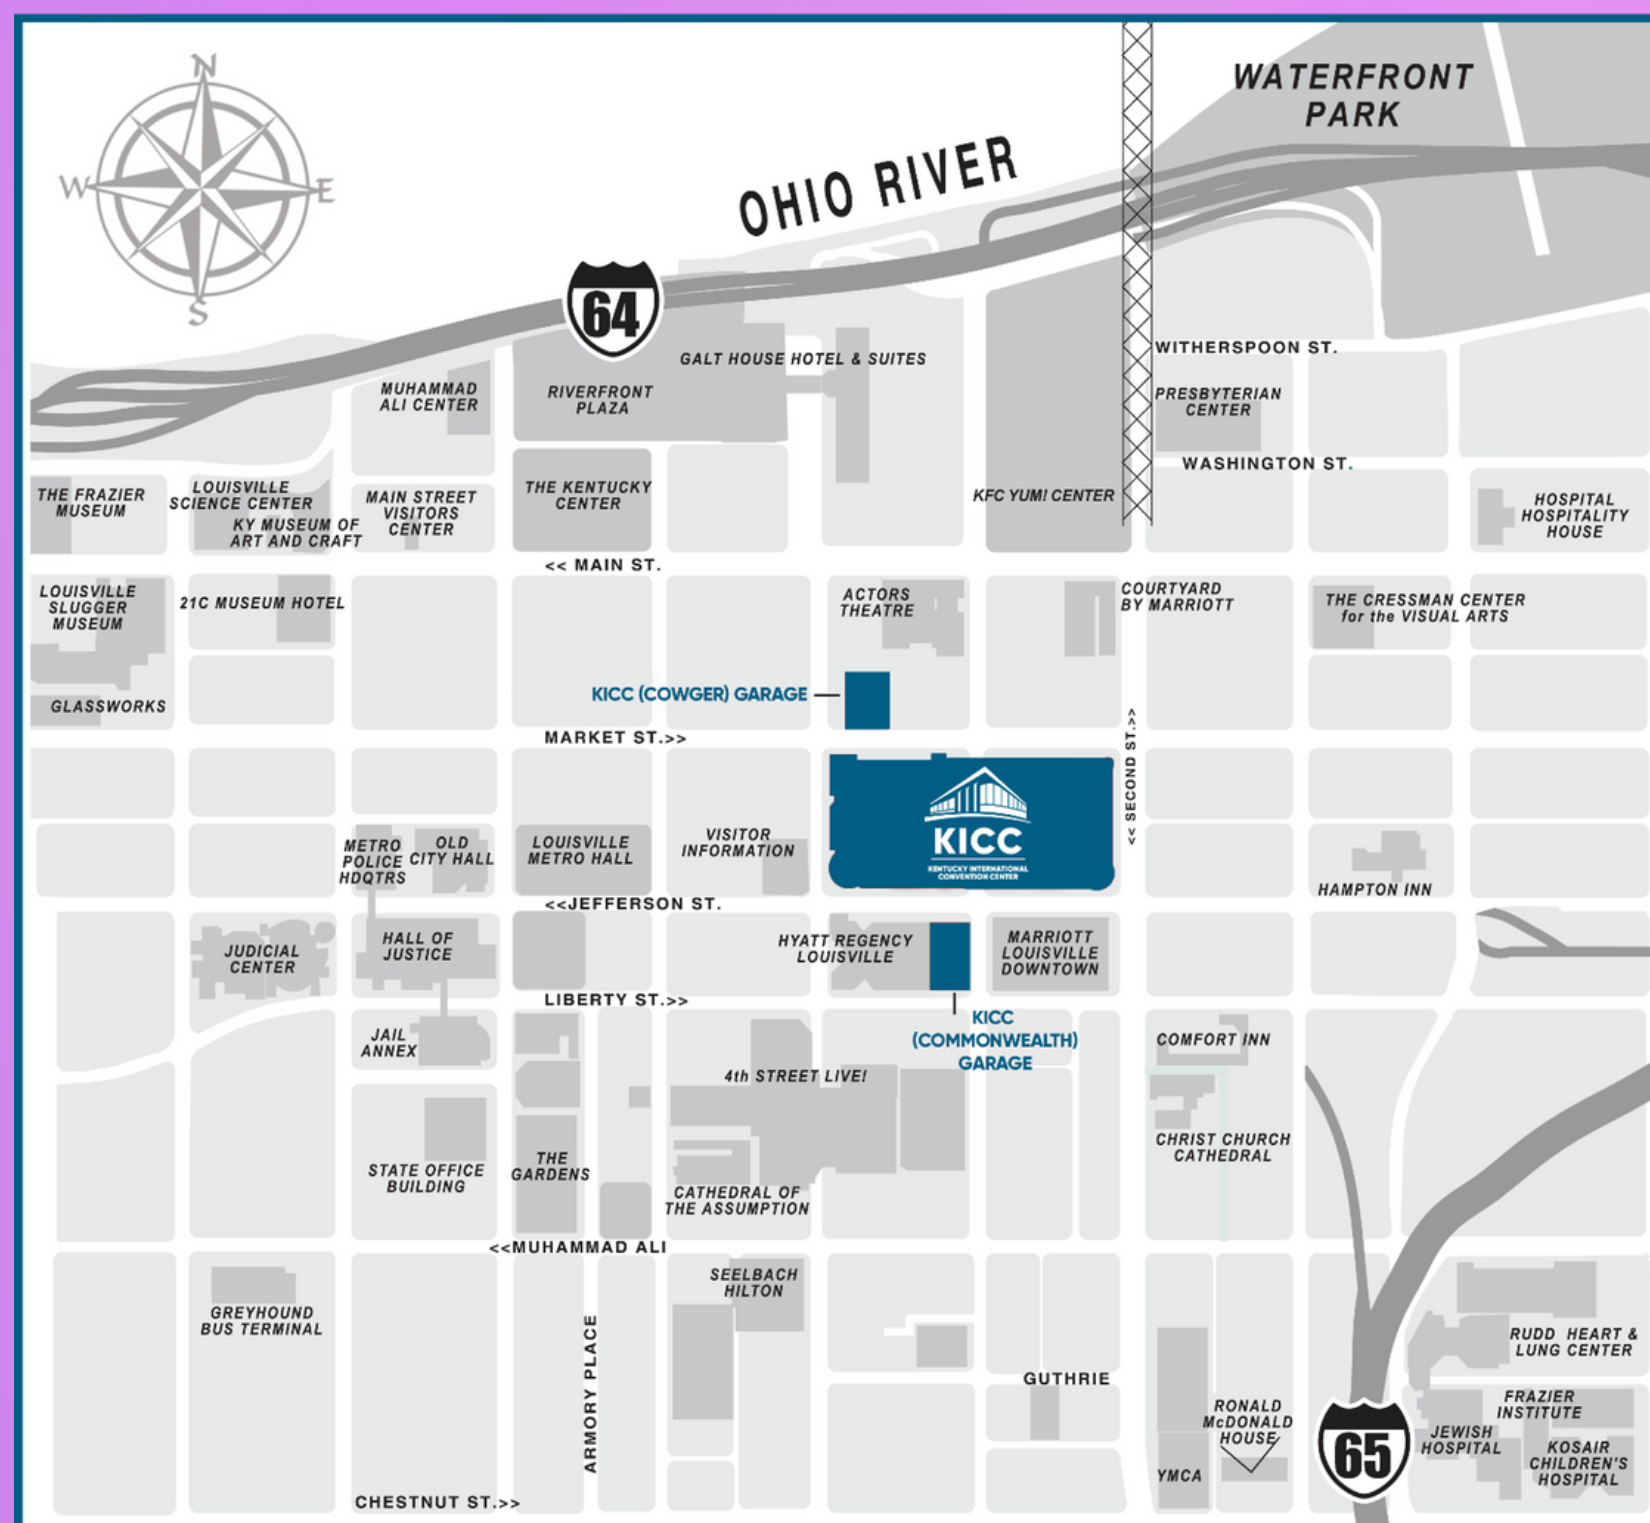 N
W
E
S
WATERFRONT
PARK
OHIO RIVER
64
WITHERSPOON ST.
GALT HOUSE HOTEL & SUITES
MUHAMMAD
ALI CENTER
RIVERFRONT
PLAZA
PRESBYTERIAN
CENTER
WASHINGTON ST.
THE FRAZIER
MUSEUM
LOUISVILLE
SCIENCE CENTER
KY MUSEUM OF
ART AND CRAFT
MAIN STREET
VISITORS
CENTER
THE KENTUCKY
CENTER
KFC YUM! CENTER
HOSPITAL
HOSPITALITY
HOUSE
<< MAIN ST.
LOUISVILLE
SLUGGER
MUSEUM
21C MUSEUM HOTEL
ACTORS
THEATRE
COURTYARD
BY MARRIOTT
THE CRESSMAN CENTER
for the VISUAL ARTS
KICC (COWGER) GARAGE
GLASSWORKS
MARKET ST.>>
<< SECOND ST.>>
KICC
KENTUCKY INTERNATIONAL
CONVENTION CENTER
METRO
POLICE
HDQTRS
OLD
CITY HALL
LOUISVILLE
METRO HALL
VISITOR
INFORMATION
HAMPTON INN
<<JEFFERSON ST.
JUDICIAL
CENTER
HALL OF
JUSTICE
HYATT REGENCY
LOUISVILLE
MARRIOTT
LOUISVILLE
DOWNTOWN
LIBERTY ST.>>
KICC
(COMMONWEALTH)
GARAGE
JAIL
ANNEX
COMFORT INN
4th STREET LIVE!
CHRIST CHURCH
CATHEDRAL
STATE OFFICE
BUILDING
THE
GARDENS
CATHEDRAL OF
THE ASSUMPTION
<<MUHAMMAD ALI
SEELBACH
HILTON
GREYHOUND
BUS TERMINAL
ARMORY PLACE
GUTHRIE
RUDD HEART &
LUNG CENTER
RONALD
McDONALD
HOUSE
65
FRAZIER
INSTITUTE
JEWISH
HOSPITAL
KOSAIR
CHILDREN'S
HOSPITAL
YMCA
CHESTNUT ST.>>